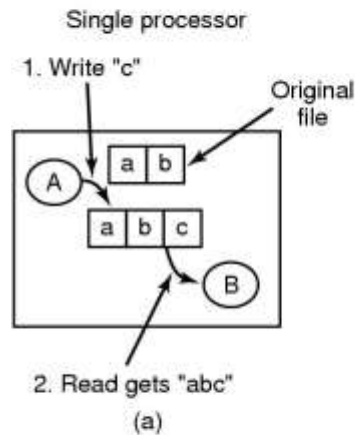 Single processor
1. Write "c"
Original
file
a b
A
a b c
B
2. Read gets "abc"
(a)